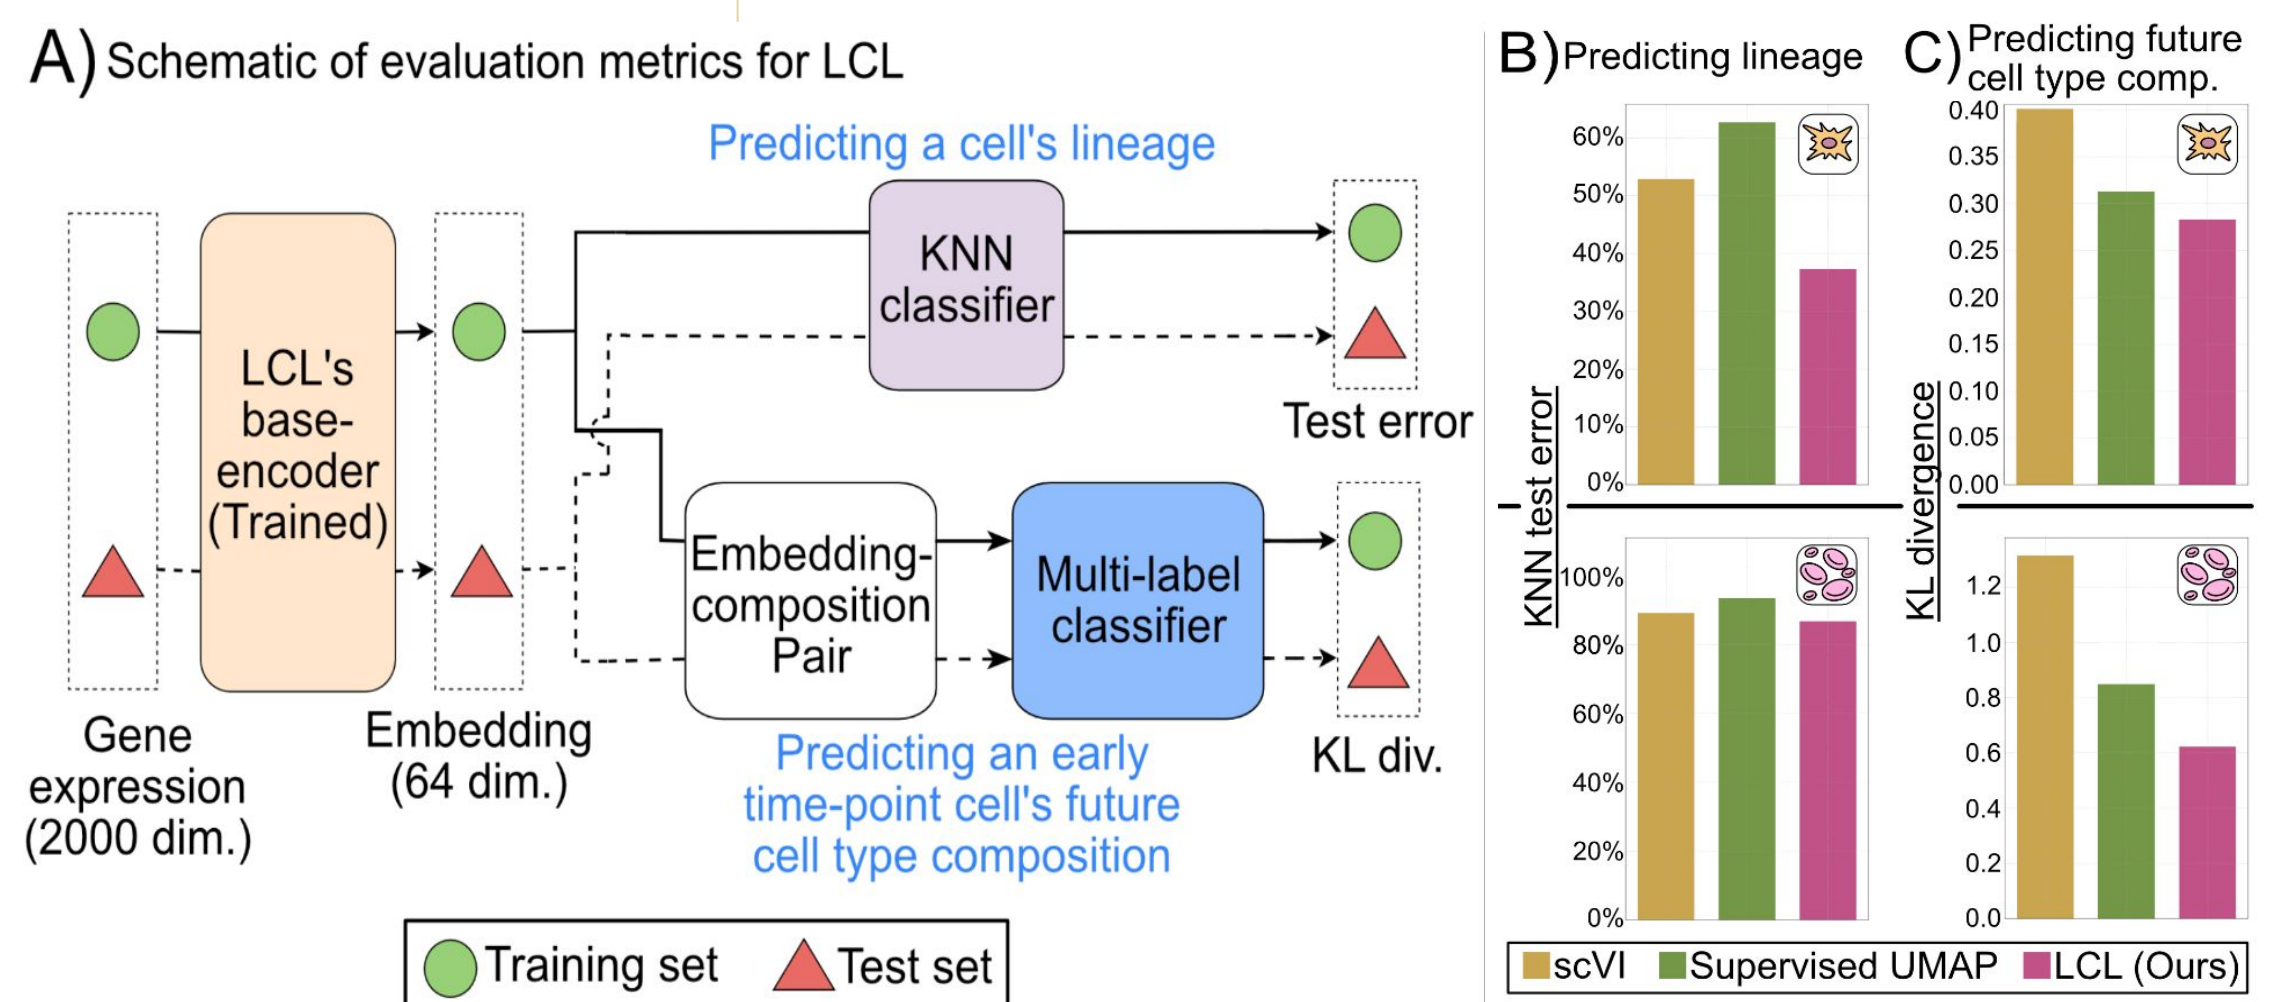 A) Schematic of evaluation metrics for LCL
Predicting a cell's lineage
KNN
classifier
LCL's
base-
encoder
(Trained)
Test error
Embedding-
composition
Pair
Multi-label
classifier
Gene
expression
(2000 dim.)
Embedding
(64 dim.)
Predicting an early
time-point cell's future
cell type composition
KL div.
Training set
Test set
B) Predicting lineage
KNN test error
60%
50%
40%
30%
20%
10%
0%
100%
80%
60%
40%
20%
0%
C) Predicting future
cell type comp.
KL divergence
0.40
0.35
0.30
0.25
0.20
0.15
0.10
0.05
0.00
1.2
1.0
0.8
0.6
0.4
0.2
0.0
scVI
Supervised UMAP
LCL (Ours)